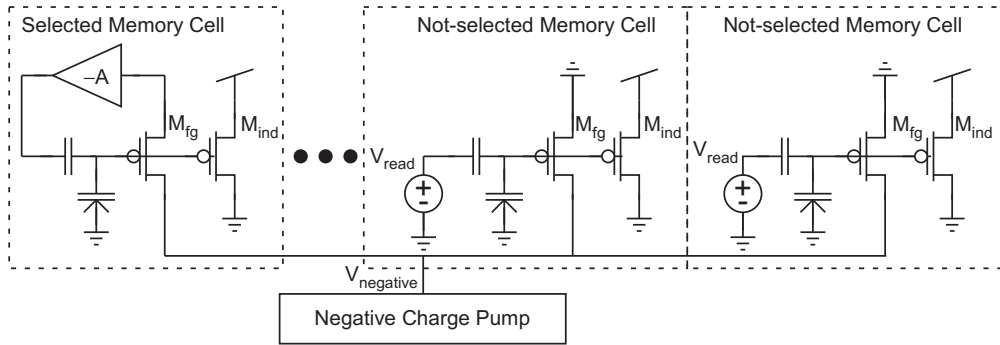 Selected Memory Cell
Not-selected Memory Cell
Not-selected Memory Cell
–A
M_fg
M_ind
V_read
+
-
M_fg
M_ind
V_read
+
-
M_fg
M_ind
V_negative
Negative Charge Pump